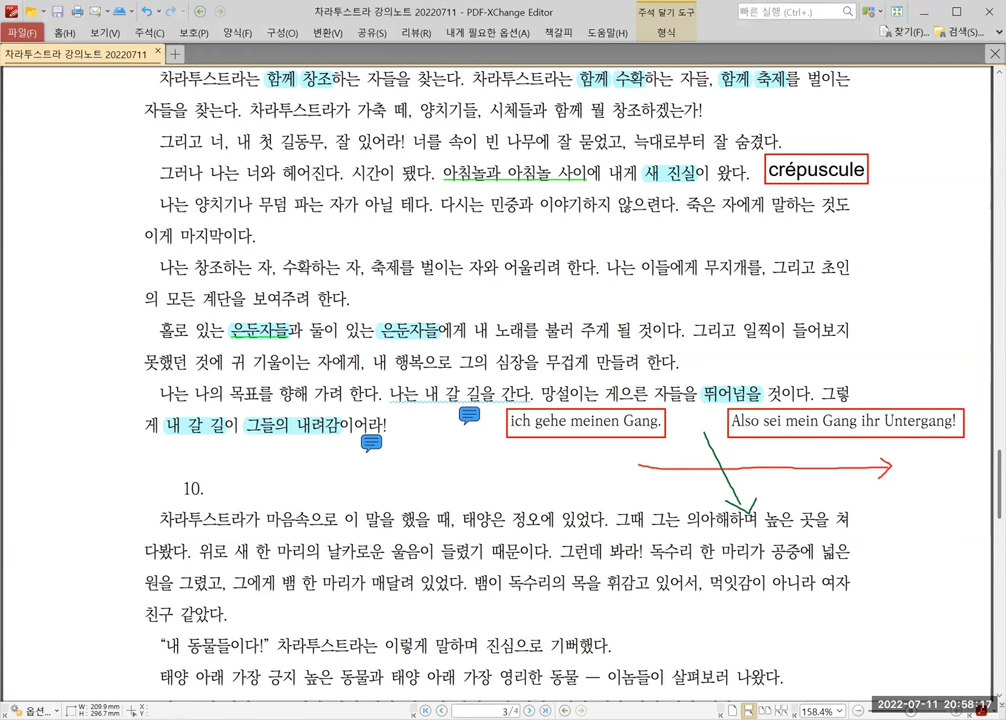 차라투스트라 강의노트 20220711 - PDF-XChange Editor
주석 달기 도구
빠른 실행 (Ctrl+.)
파일(F) 홈(H) 보기(V) 주석(C) 보호(P) 양식(F) 구성(O) 변환(V) 공유(S) 리뷰(R) 내게 필요한 옵션(A) 책갈피 도움말(H) 형식 찾기(F)... 검색(S)...
차라투스트라 강의노트 20220711
차라투스트라는 함께 창조하는 자들을 찾는다. 차라투스트라는 함께 수확하는 자들, 함께 축제를 벌이는
자들을 찾는다. 차라투스트라가 가축 떼, 양치기들, 시체들과 함께 뭘 창조하겠는가!
그리고 너, 내 첫 길동무, 잘 있어라! 너를 속이 빈 나무에 잘 묻었고, 늑대로부터 잘 숨겼다.
그러나 나는 너와 헤어진다. 시간이 됐다. 아침놀과 아침놀 사이에 내게 새 진실이 왔다. crépuscule
나는 양치기나 무덤 파는 자가 아닐 테다. 다시는 민중과 이야기하지 않으련다. 죽은 자에게 말하는 것도
이게 마지막이다.
나는 창조하는 자, 수확하는 자, 축제를 벌이는 자와 어울리려 한다. 나는 이들에게 무지개를, 그리고 초인
의 모든 계단을 보여주려 한다.
홀로 있는 은둔자들과 둘이 있는 은둔자들에게 내 노래를 불러 주게 될 것이다. 그리고 일찍이 들어보지
못했던 것에 귀 기울이는 자에게, 내 행복으로 그의 심장을 무겁게 만들려 한다.
나는 나의 목표를 향해 가려 한다. 나는 내 갈 길을 간다. 망설이는 게으른 자들을 뛰어넘을 것이다. 그렇
게 내 갈 길이 그들의 내려감이어라! ich gehe meinen Gang. Also sei mein Gang ihr Untergang!
10.
차라투스트라가 마음속으로 이 말을 했을 때, 태양은 정오에 있었다. 그때 그는 의아해하며 높은 곳을 쳐
다봤다. 위로 새 한 마리의 날카로운 울음이 들렸기 때문이다. 그런데 봐라! 독수리 한 마리가 공중에 넓은
원을 그렸고, 그에게 뱀 한 마리가 매달려 있었다. 뱀이 독수리의 목을 휘감고 있어서, 먹잇감이 아니라 여자
친구 같았다.
“내 동물들이다!” 차라투스트라는 이렇게 말하며 진심으로 기뻐했다.
태양 아래 가장 긍지 높은 동물과 태양 아래 가장 영리한 동물 — 이놈들이 살펴보러 나왔다.
옵션... W: 209.9mm H: 296.7mm X: Y: 3/4 158.4%
2022-07-11 20:58:17